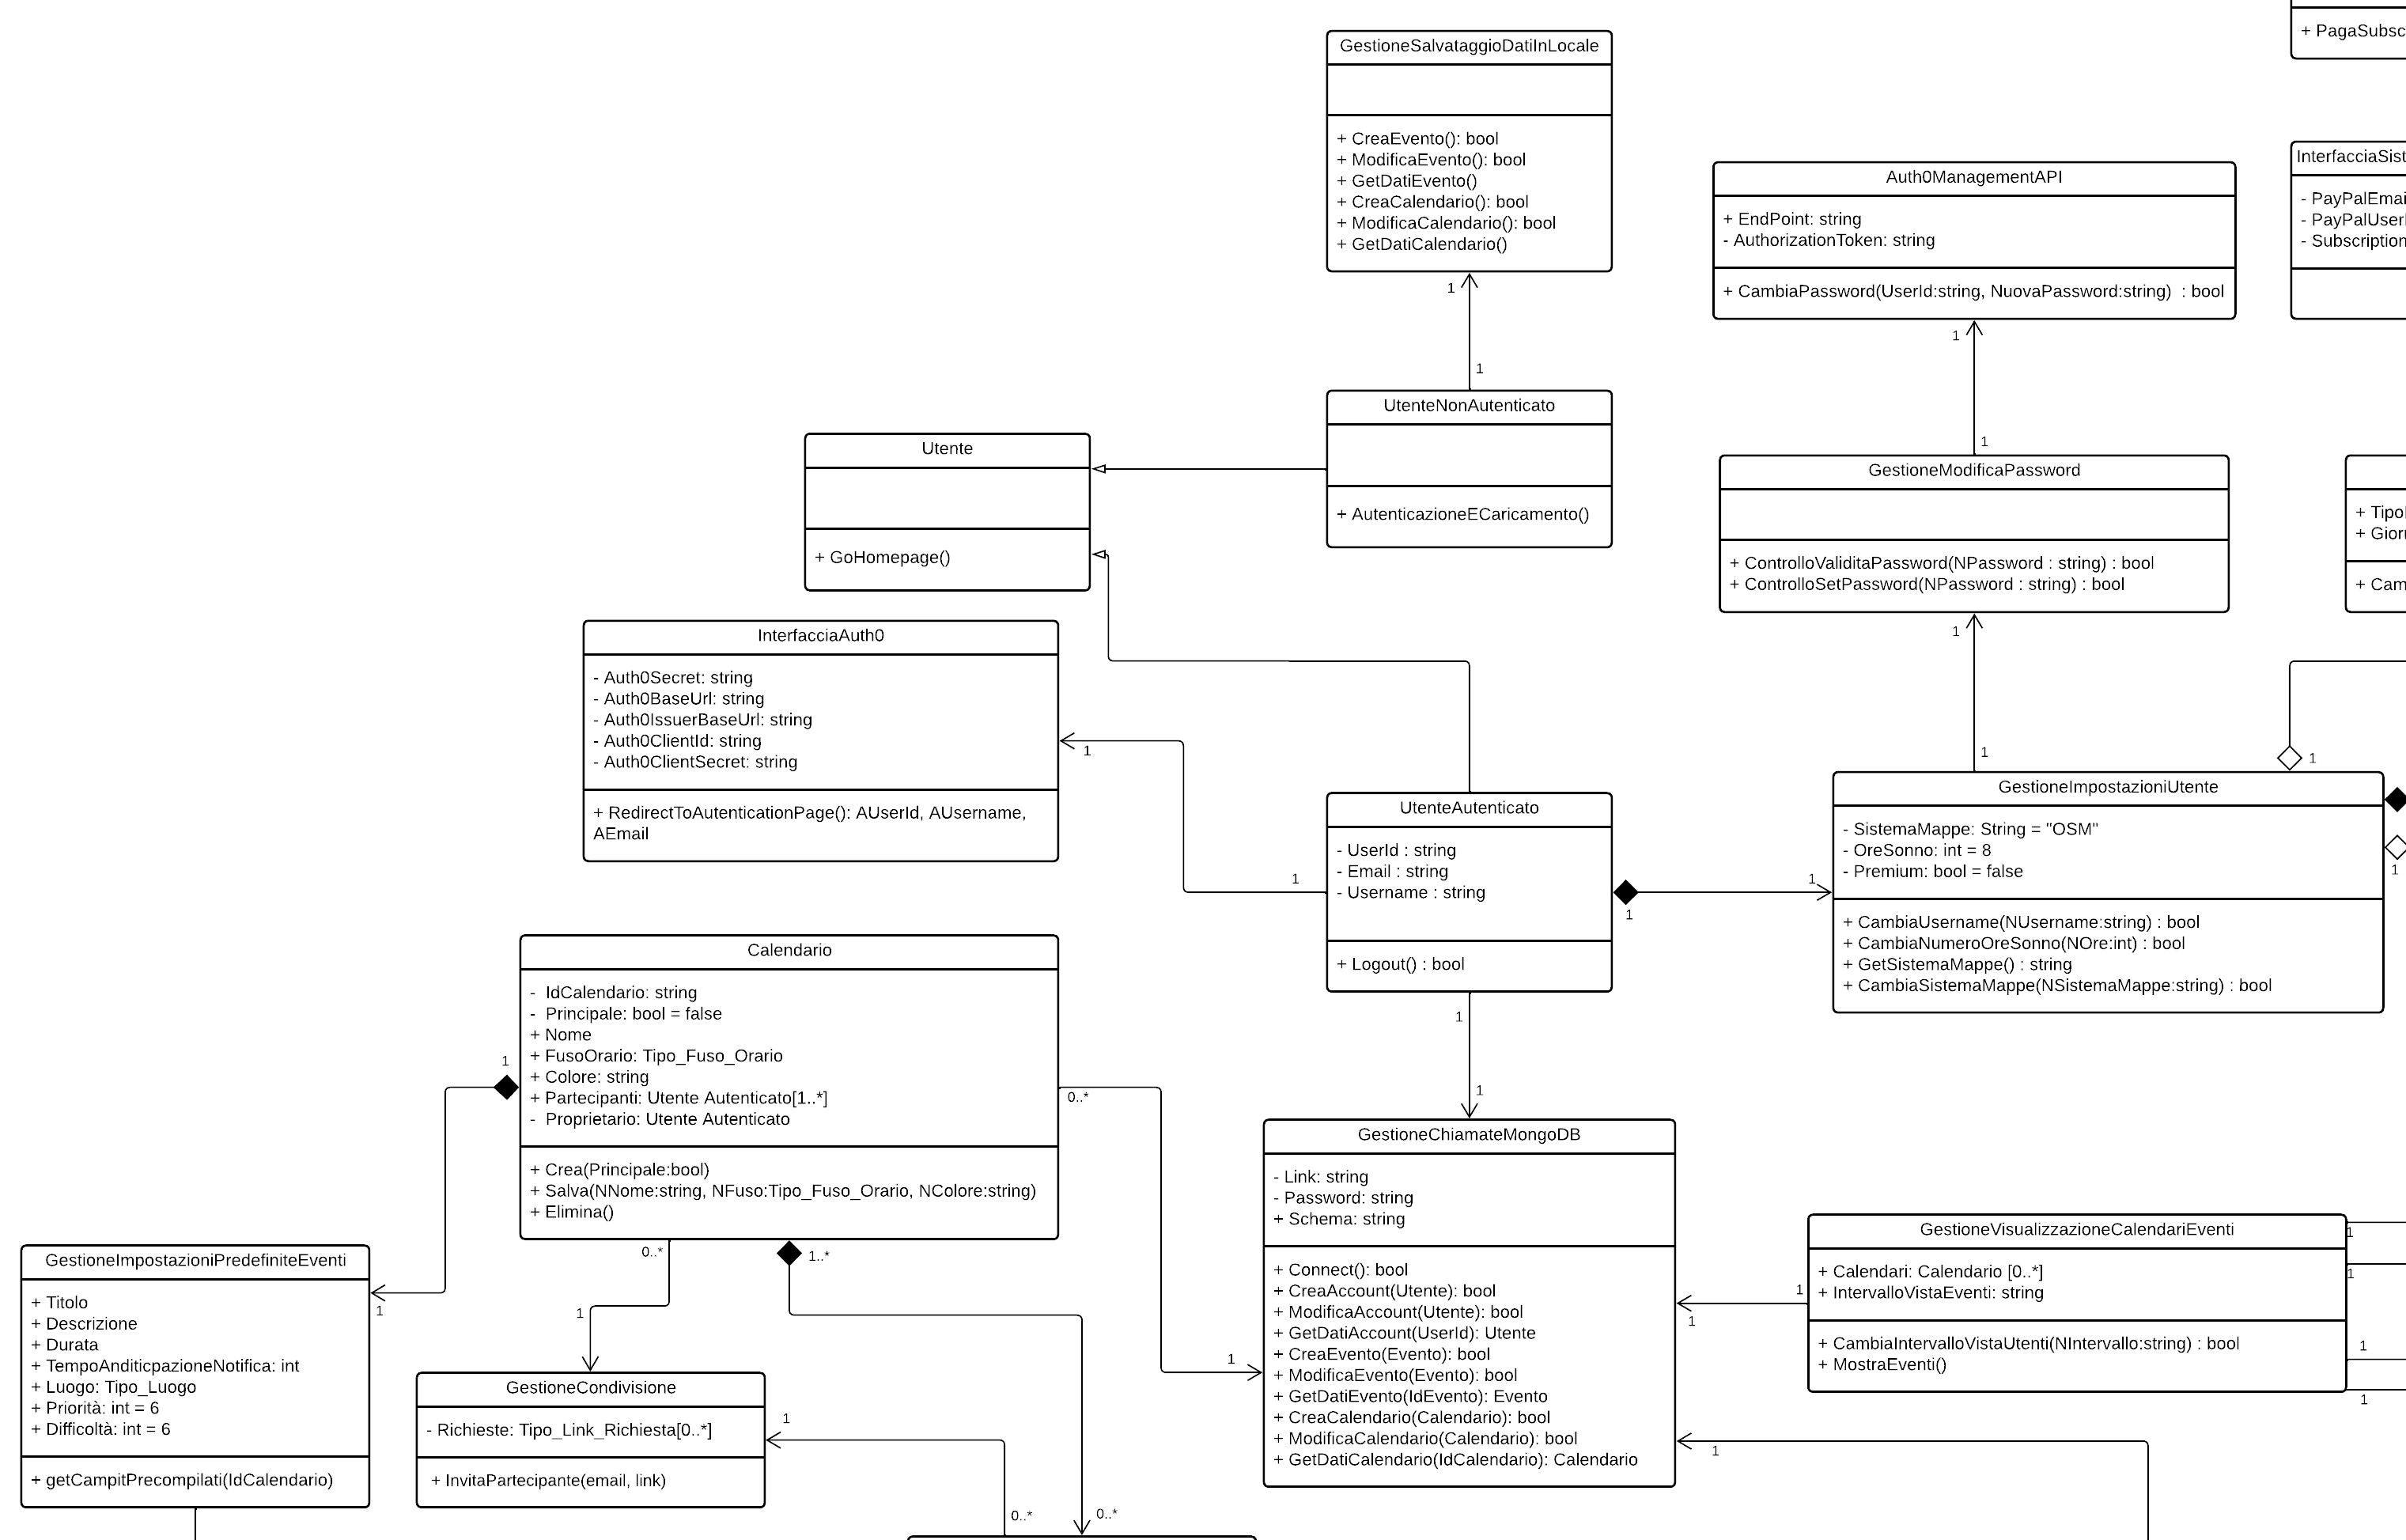 + PagaSubsc
GestioneSalvataggioDatiInLocale
+ CreaEvento(): bool
+ ModificaEvento(): bool
+ GetDatiEvento()
+ CreaCalendario(): bool
+ ModificaCalendario(): bool
+ GetDatiCalendario()
1
1
Auth0ManagementAPI
+ EndPoint: string
- AuthorizationToken: string
+ CambiaPassword(UserId:string, NuovaPassword:string)  : bool
1
1
InterfacciaSist
- PayPalEmai
- PayPalUserI
- Subscription
UtenteNonAutenticato
+ AutenticazioneECaricamento()
Utente
+ GoHomepage()
GestioneModificaPassword
+ ControlloValiditaPassword(NPassword : string) : bool
+ ControlloSetPassword(NPassword : string) : bool
1
1
+ Tipo
+ Gior
+ Cam
InterfacciaAuth0
- Auth0Secret: string
- Auth0BaseUrl: string
- Auth0IssuerBaseUrl: string
- Auth0ClientId: string
- Auth0ClientSecret: string
+ RedirectToAutenticationPage(): AUserId, AUsername,
AEmail
1
1
UtenteAutenticato
- UserId : string
- Email : string
- Username : string
+ Logout() : bool
1
1
1
1
GestioneImpostazioniUtente
- SistemaMappe: String = "OSM"
- OreSonno: int = 8
- Premium: bool = false
+ CambiaUsername(NUsername:string) : bool
+ CambiaNumeroOreSonno(NOre:int) : bool
+ GetSistemaMappe() : string
+ CambiaSistemaMappe(NSistemaMappe:string) : bool
1
1
Calendario
-  IdCalendario: string
-  Principale: bool = false
+ Nome
+ FusoOrario: Tipo_Fuso_Orario
+ Colore: string
+ Partecipanti: Utente Autenticato[1..*]
-  Proprietario: Utente Autenticato
+ Crea(Principale:bool)
+ Salva(NNome:string, NFuso:Tipo_Fuso_Orario, NColore:string)
+ Elimina()
1
0..*
1
0..*
1..*
1
GestioneChiamateMongoDB
- Link: string
- Password: string
+ Schema: string
+ Connect(): bool
+ CreaAccount(Utente): bool
+ ModificaAccount(Utente): bool
+ GetDatiAccount(UserId): Utente
+ CreaEvento(Evento): bool
+ ModificaEvento(Evento): bool
+ GetDatiEvento(IdEvento): Evento
+ CreaCalendario(Calendario): bool
+ ModificaCalendario(Calendario): bool
+ GetDatiCalendario(IdCalendario): Calendario
1
1
1
GestioneVisualizzazioneCalendariEventi
+ Calendari: Calendario [0..*]
+ IntervalloVistaEventi: string
+ CambiaIntervalloVistaUtenti(NIntervallo:string) : bool
+ MostraEventi()
1
1
1
1
GestioneImpostazioniPredefiniteEventi
+ Titolo
+ Descrizione
+ Durata
+ TempoAnditicpazioneNotifica: int
+ Luogo: Tipo_Luogo
+ Priorità: int = 6
+ Difficoltà: int = 6
+ getCampitPrecompilati(IdCalendario)
1
GestioneCondivisione
- Richieste: Tipo_Link_Richiesta[0..*]
+ InvitaPartecipante(email, link)
1
0..*
0..*